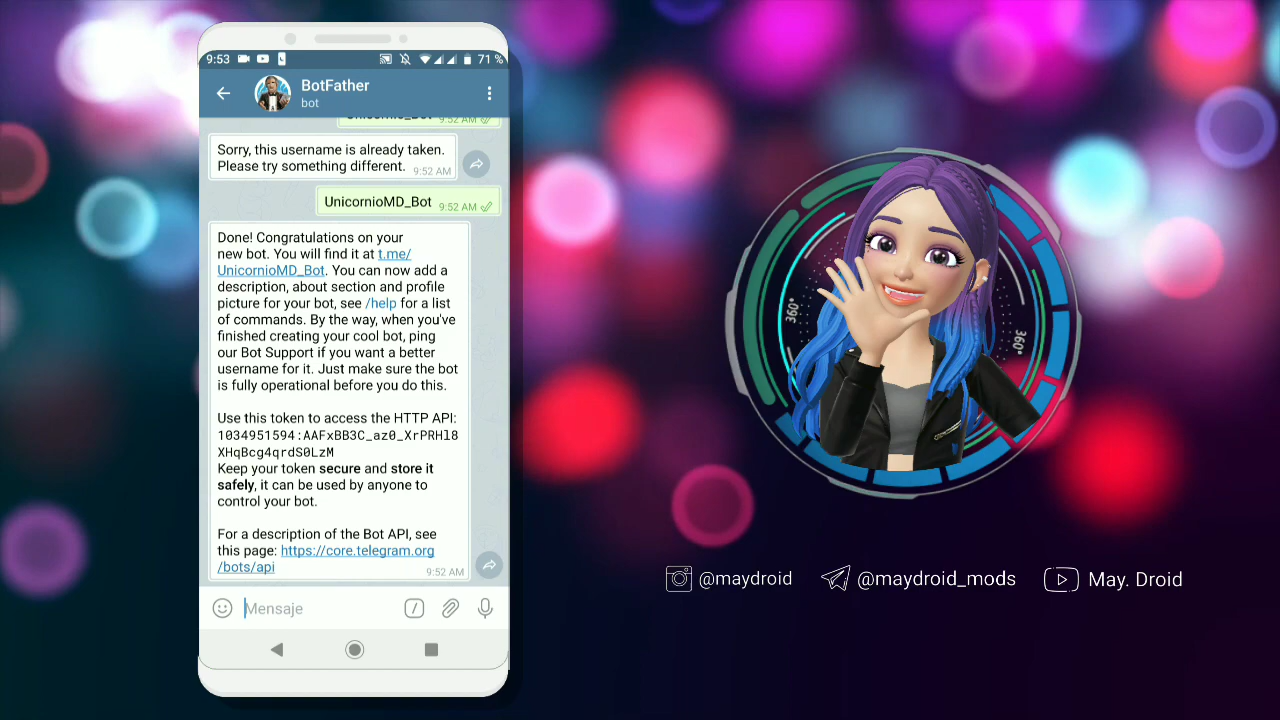 9:53
71 %
BotFather
bot
Unicornio_Bot 9:52 AM
Sorry, this username is already taken.
Please try something different. 9:52 AM
UnicornioMD_Bot 9:52 AM
Done! Congratulations on your
new bot. You will find it at t.me/
UnicornioMD_Bot. You can now add a
description, about section and profile
picture for your bot, see /help for a list
of commands. By the way, when you've
finished creating your cool bot, ping
our Bot Support if you want a better
username for it. Just make sure the bot
is fully operational before you do this.
Use this token to access the HTTP API:
1034951594:AAFxBB3C_az0_XrPRHl8
XHqBcg4qrdS0LzM
Keep your token secure and store it
safely, it can be used by anyone to
control your bot.
For a description of the Bot API, see
this page: https://core.telegram.org
/bots/api
9:52 AM
Mensaje
360°
360°
@maydroid
@maydroid_mods
May. Droid